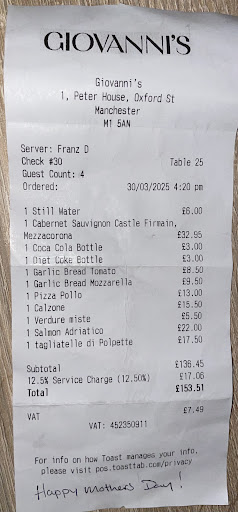 GIOVANNI'S
Giovanni's
1, Peter House, Oxford St
Manchester
M1 5AN
Server: Franz D
Check #30 Table 25
Guest Count: 4
Ordered: 30/03/2025 4:20 pm
1 Still Water £6.00
1 Cabernet Sauvignon Castle Firmain,
Mezzacorona £32.95
1 Coca Cola Bottle £3.00
1 Diet Coke Bottle £3.00
1 Garlic Bread Tomato £8.50
1 Garlic Bread Mozzarella £9.50
1 Pizza Pollo £13.00
1 Calzone £15.50
1 Verdure miste £5.50
1 Salmon Adriatico £22.00
1 tagliatelle di Polpette £17.50
Subtotal £136.45
12.5% Service Charge (12.50%) £17.06
Total £153.51
VAT £7.49
VAT: 452350911
For info on how Toast manages your info,
please visit pos.toasttab.com/privacy
Happy Mothers Day!